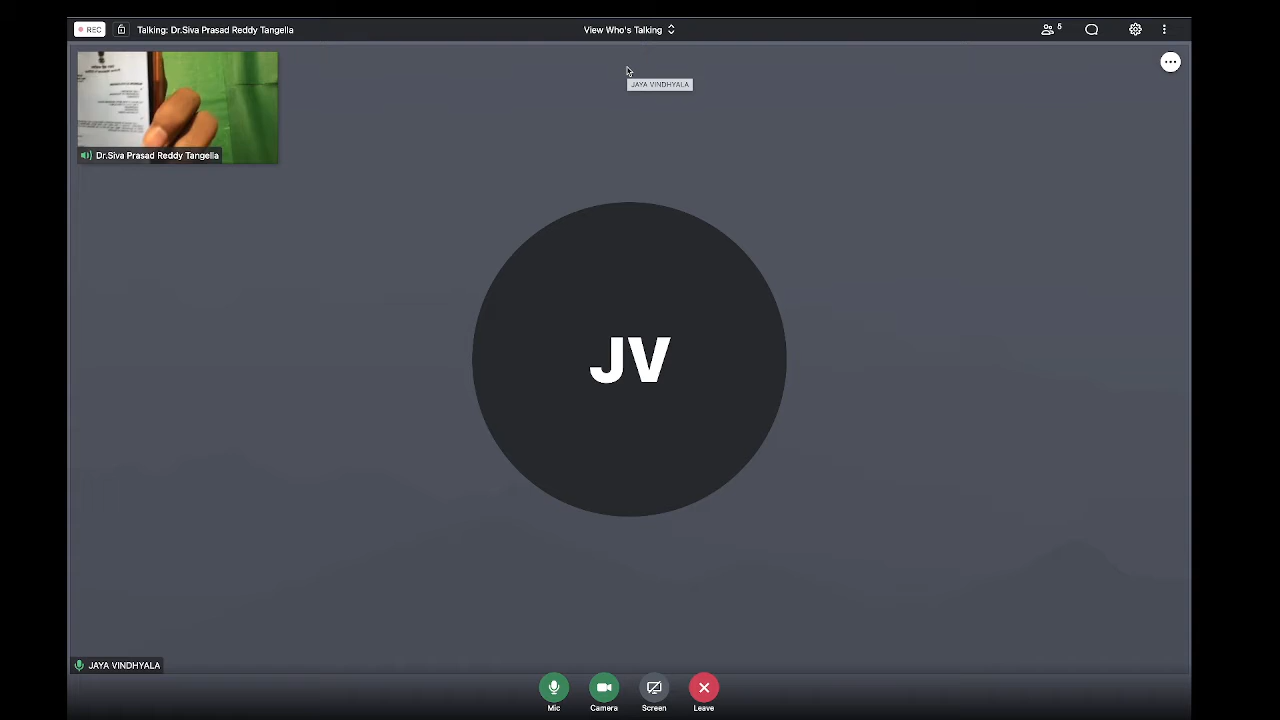 REC
Talking: Dr.Siva Prasad Reddy Tangella
View Who's Talking
5
JAYA VINDHYALA
Dr.Siva Prasad Reddy Tangella
JV
JAYA VINDHYALA
Mic
Camera
Screen
Leave